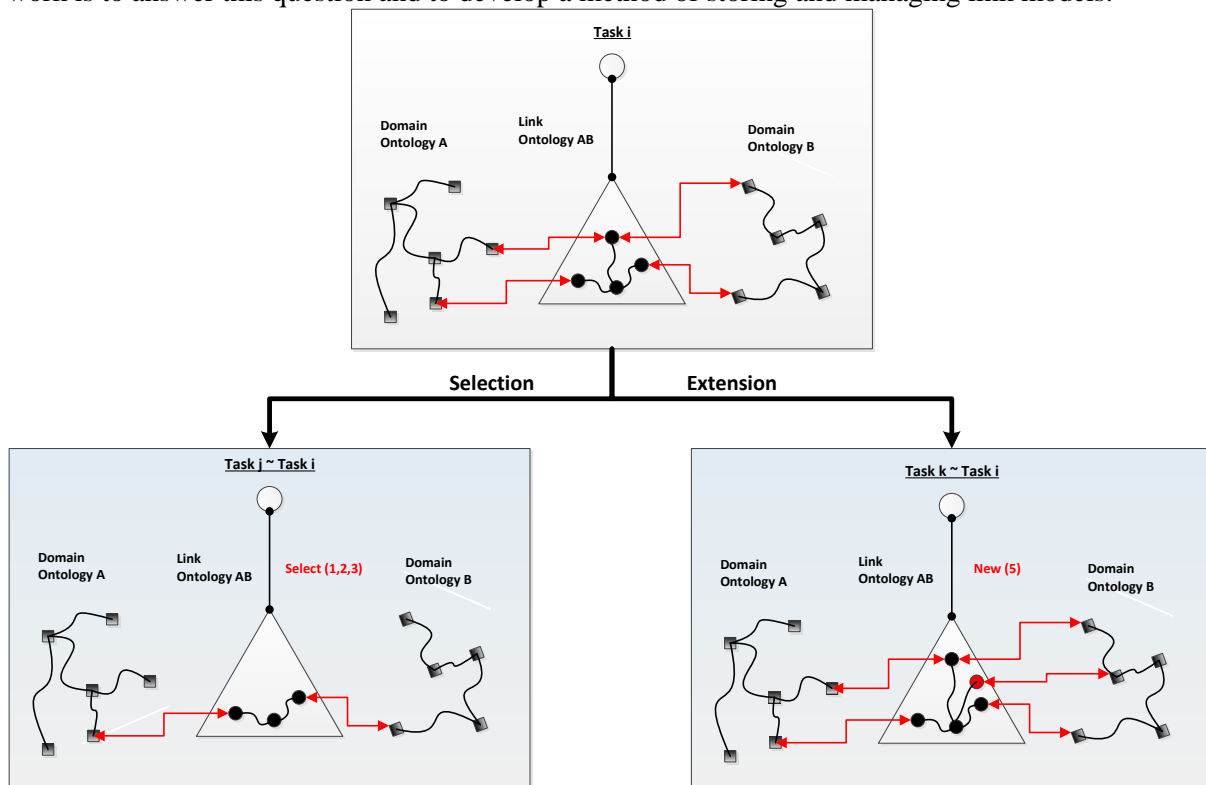 work is to answer this question and to develop a method of storing and managing link models.
Task i
Domain
Ontology A
Link
Ontology AB
Domain
Ontology B
Selection
Extension
Task j ~ Task i
Domain
Ontology A
Link
Ontology AB
Select (1,2,3)
Domain
Ontology B
Task k ~ Task i
Domain
Ontology A
Link
Ontology AB
New (5)
Domain
Ontology B